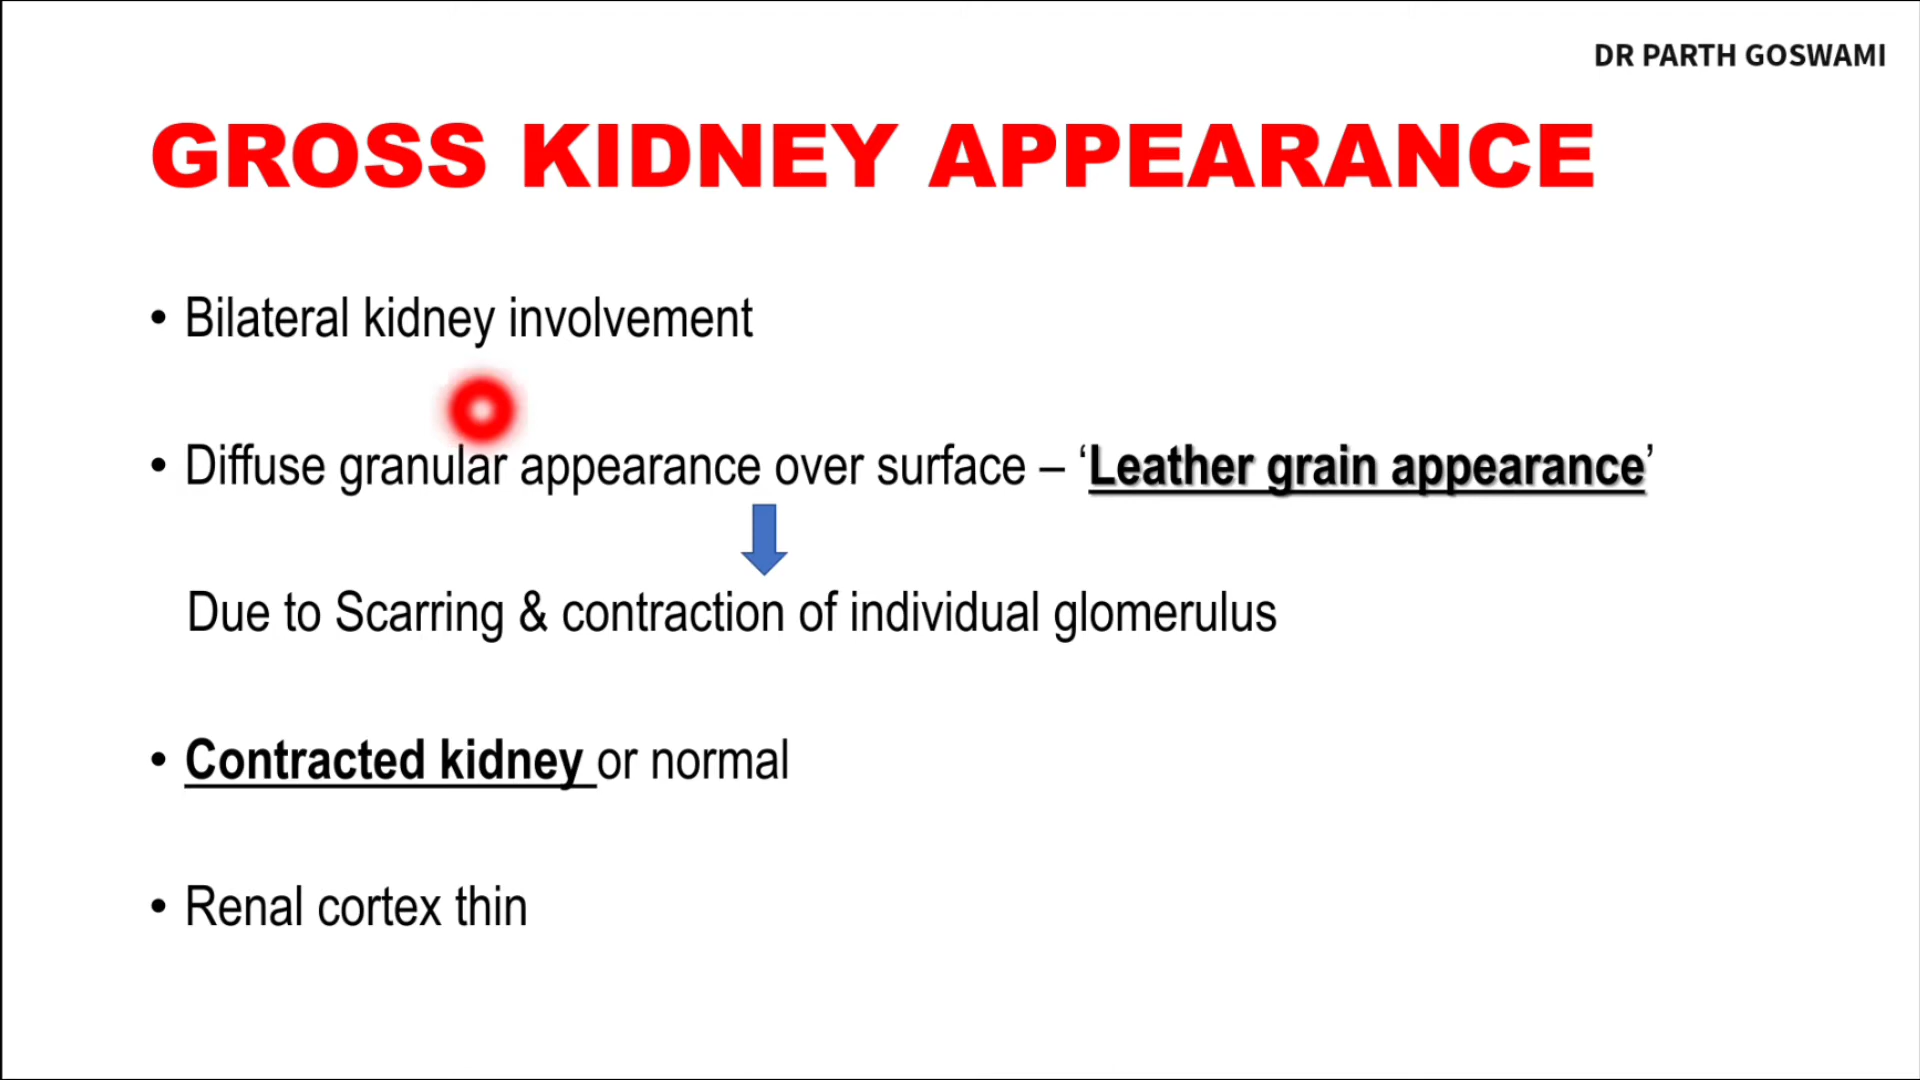 DR PARTH GOSWAMI
GROSS KIDNEY APPEARANCE
• Bilateral kidney involvement
• Diffuse granular appearance over surface – ‘Leather grain appearance’
Due to Scarring & contraction of individual glomerulus
• Contracted kidney or normal
• Renal cortex thin